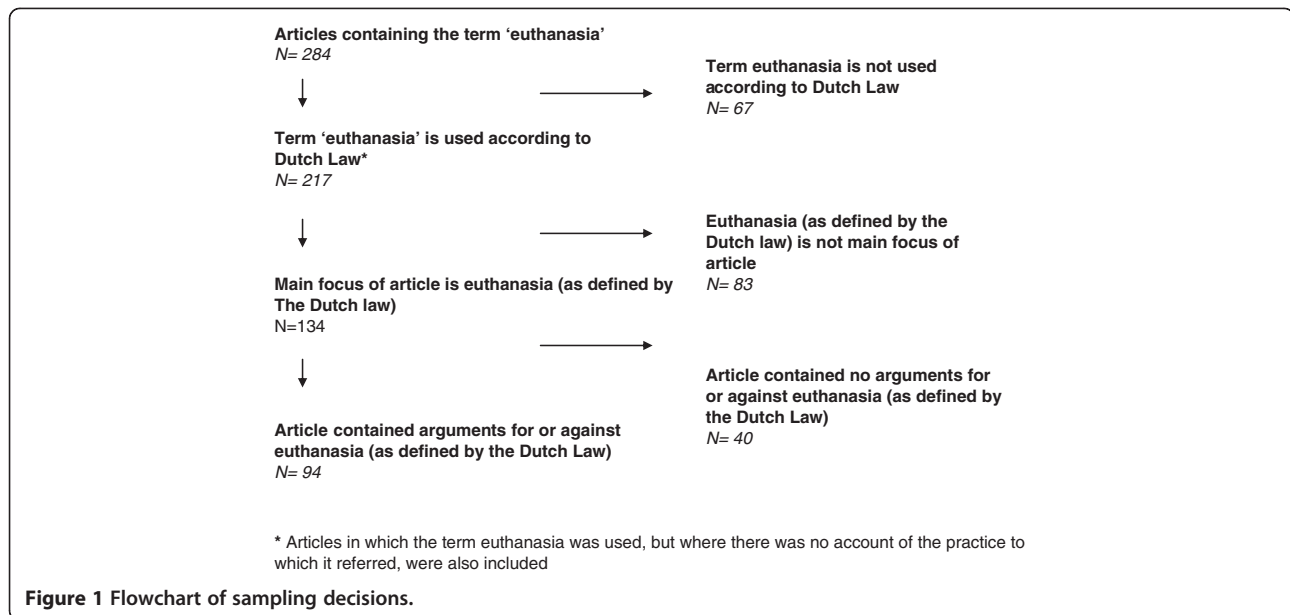 Articles containing the term ‘euthanasia’
N= 284
Term euthanasia is not used
according to Dutch Law
N= 67
Term ‘euthanasia’ is used according to
Dutch Law*
N= 217
Euthanasia (as defined by the
Dutch law) is not main focus of
article
N= 83
Main focus of article is euthanasia (as defined by
The Dutch law)
N=134
Article contained no arguments for
or against euthanasia (as defined by
the Dutch Law)
N= 40
Article contained arguments for or against
euthanasia (as defined by the Dutch Law)
N= 94
* Articles in which the term euthanasia was used, but where there was no account of the practice to
which it referred, were also included
Figure 1 Flowchart of sampling decisions.